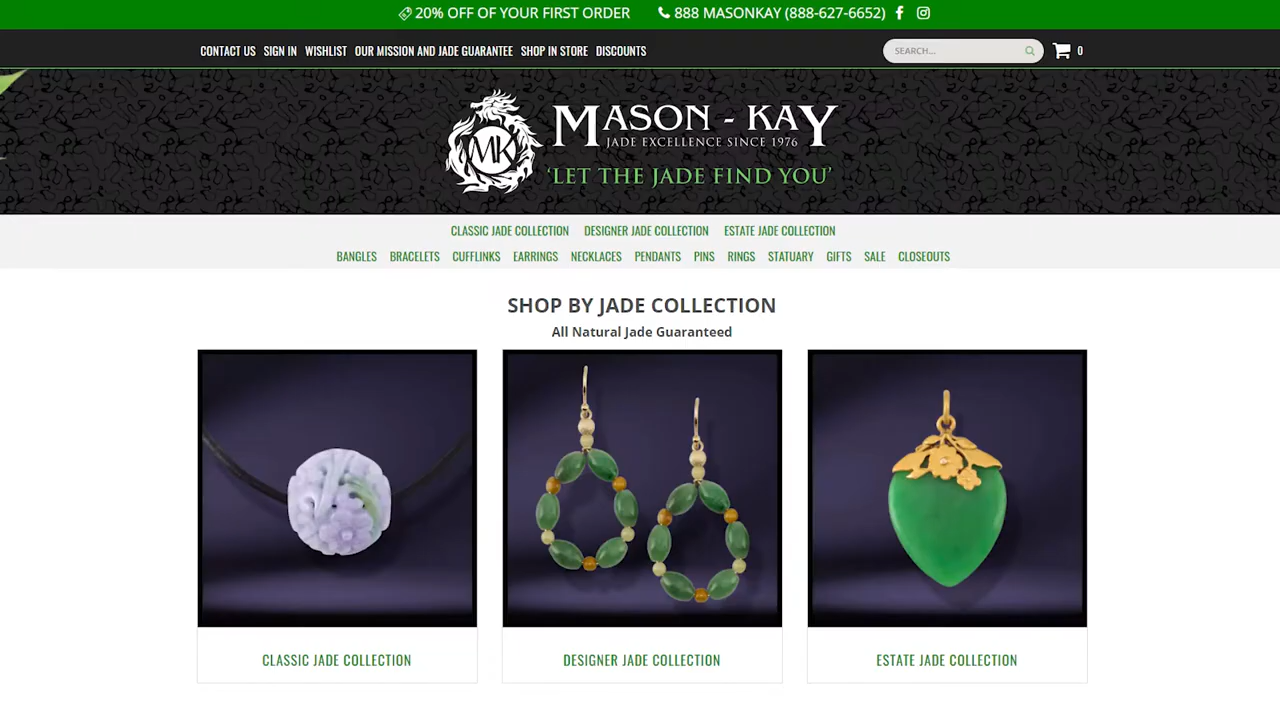 20% OFF OF YOUR FIRST ORDER 888 MASONKAY (888-627-6652)
CONTACT US SIGN IN WISHLIST OUR MISSION AND JADE GUARANTEE SHOP IN STORE DISCOUNTS SEARCH... 0
MK
MASON - KAY
JADE EXCELLENCE SINCE 1976
'LET THE JADE FIND YOU'
CLASSIC JADE COLLECTION DESIGNER JADE COLLECTION ESTATE JADE COLLECTION
BANGLES BRACELETS CUFFLINKS EARRINGS NECKLACES PENDANTS PINS RINGS STATUARY GIFTS SALE CLOSEOUTS
SHOP BY JADE COLLECTION
All Natural Jade Guaranteed
CLASSIC JADE COLLECTION DESIGNER JADE COLLECTION ESTATE JADE COLLECTION